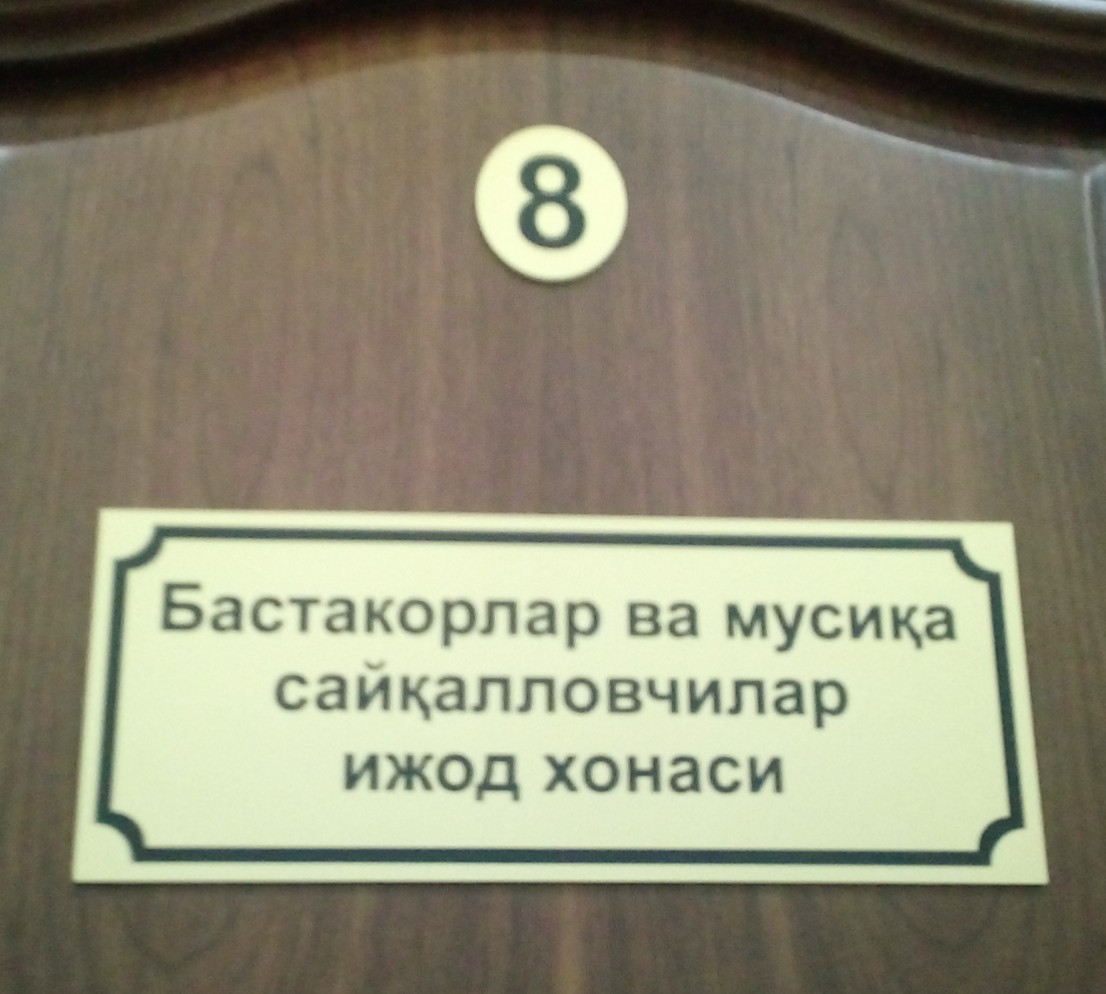 8
Бастакорлар ва мусиқа
сайқалловчилар
ижод хонаси